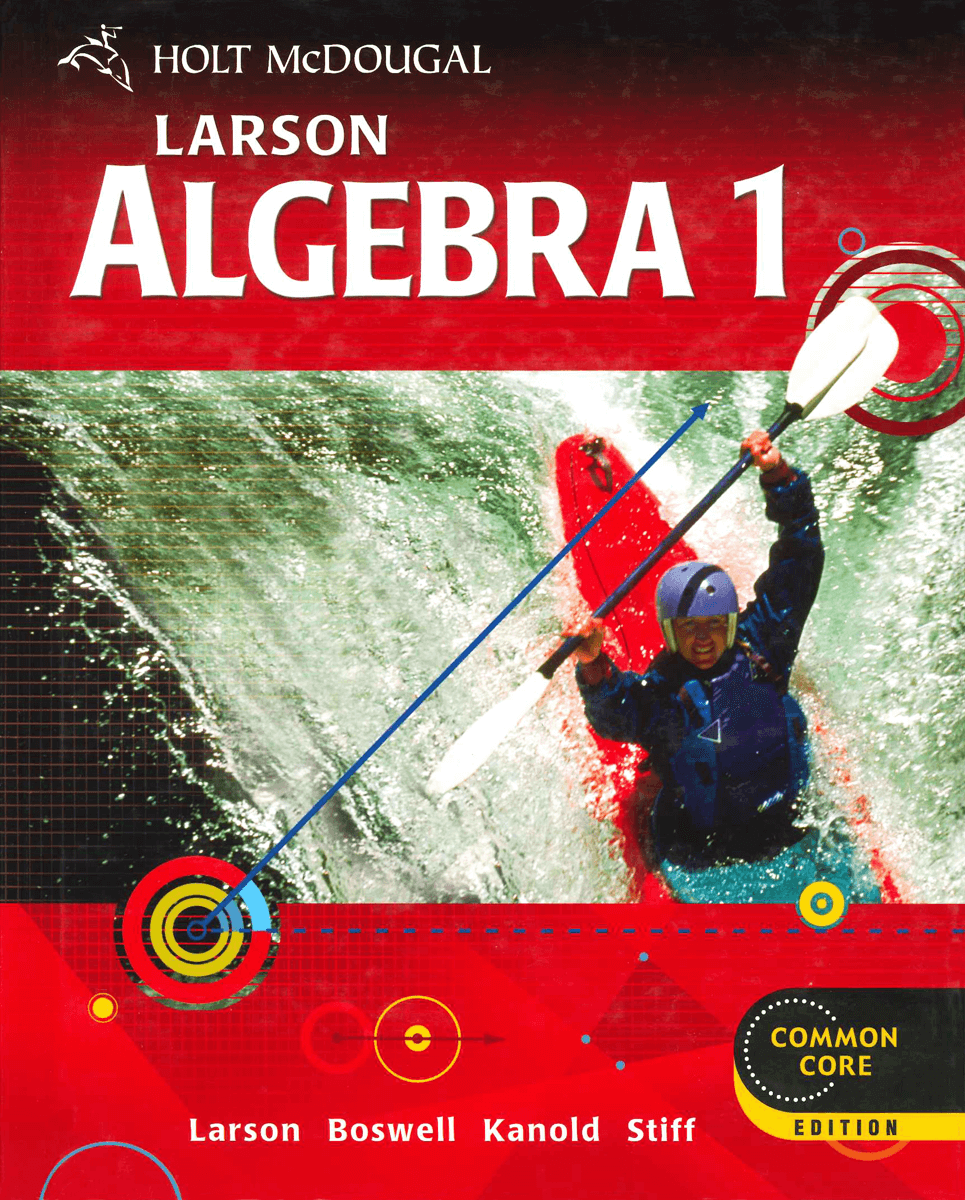 HOLT McDOUGAL
LARSON
ALGEBRA 1
COMMON
CORE
EDITION
Larson Boswell Kanold Stiff